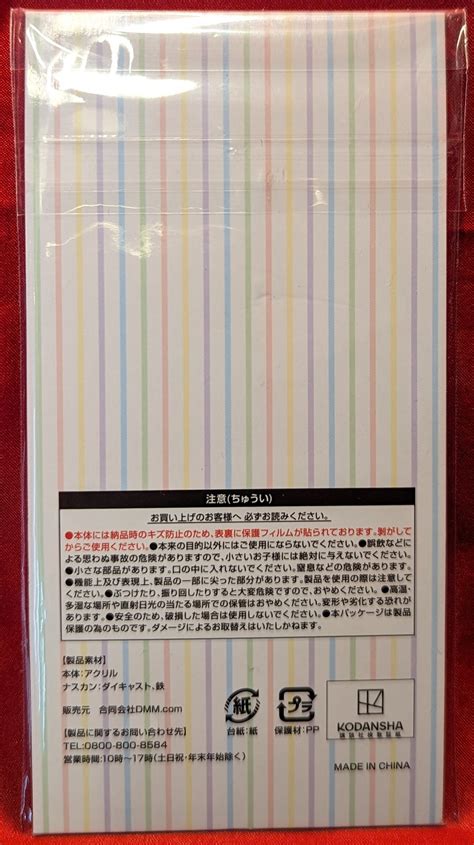 注意(ちゅうい)
お買い上げのお客様へ 必ずお読みください。
●本体には納品時のキズ防止のため、表裏に保護フィルムが貼られております。剥がして
からご使用ください。●本来の目的以外にはご使用にならないでください。●誤飲などに
よる思わぬ事故の危険がありますので、小さいお子様には絶対に与えないでください。
●小さな部品があります。口の中に入れないでください。窒息などの危険があります。
●機能上及び表現上、製品の一部に尖った部分があります。製品を使用の際は注意して
ください。●ぶつけたり、振り回したりすると大変危険ですので、おやめください。●高温・
多湿な場所や直射日光の当たる場所での保管はおやめください。変形や劣化する恐れが
あります。●安全のため、破損した場合は使用しないでください。●本パッケージは製品
保護の為のものです。ダメージによるお取替えはいたしかねます。
【製品素材】
本体:アクリル
ナスカン:ダイキャスト、鉄
販売元 合同会社DMM.com
【製品に関するお問い合わせ先】
TEL:0800-800-8584
営業時間:10時〜17時(土日祝・年末年始除く)
紙
台紙:紙
プラ
保護材:PP
KODANSHA
講談社検査証紙
MADE IN CHINA